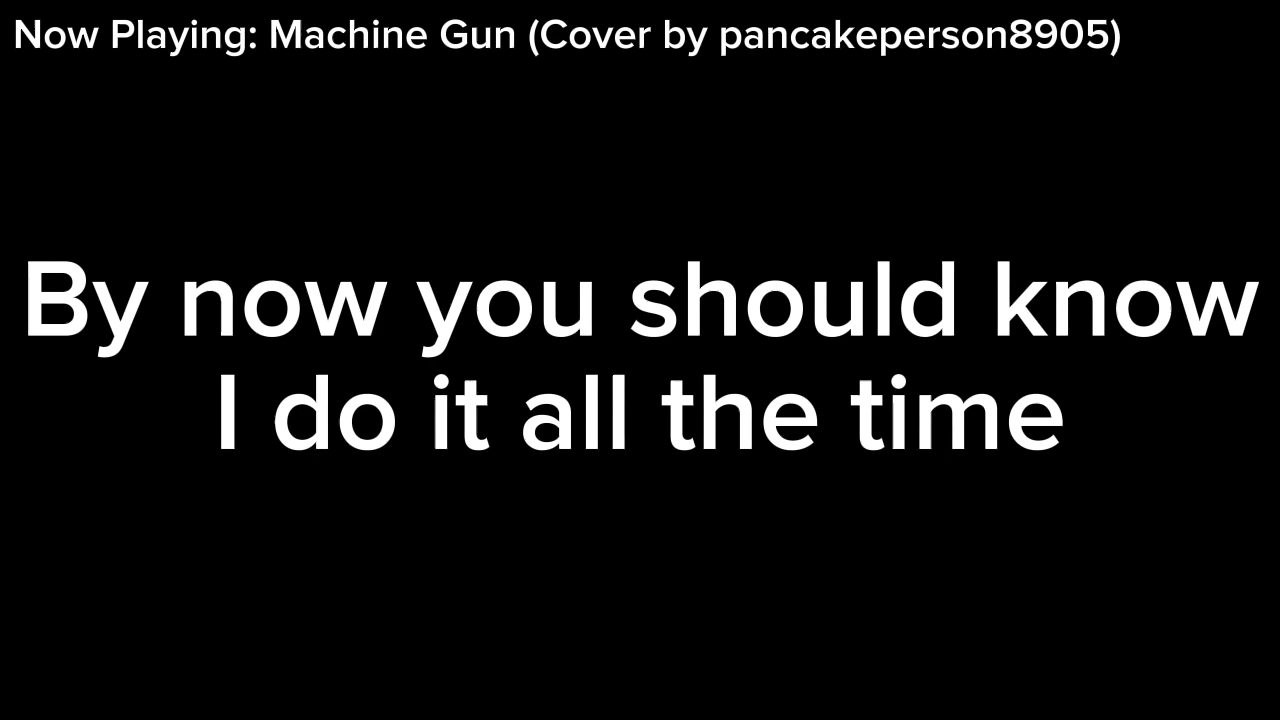 Now Playing: Machine Gun (Cover by pancakeperson8905)
By now you should know
I do it all the time